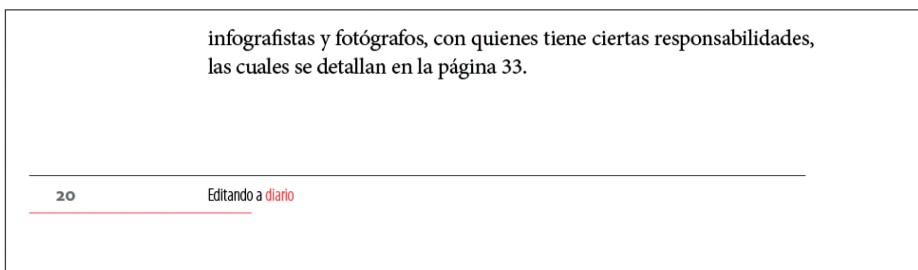 infografistas y fotógrafos, con quienes tiene ciertas responsabilidades,
las cuales se detallan en la página 33.
20 Editando a diario